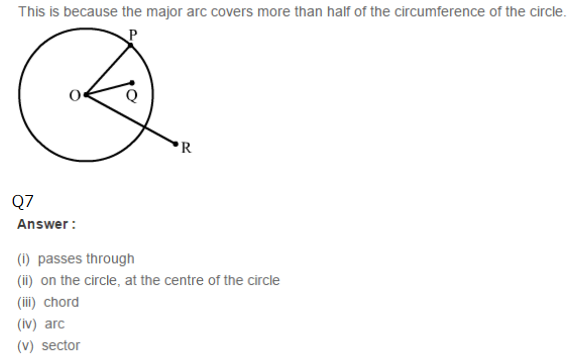 This is because the major arc covers more than half of the circumference of the circle.
P
O
Q
R
Q7
Answer :
(i) passes through
(ii) on the circle, at the centre of the circle
(iii) chord
(iv) arc
(v) sector